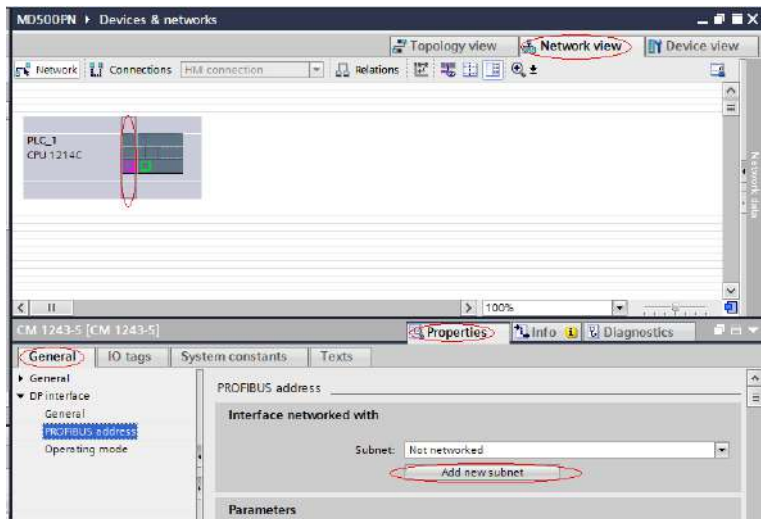 MD500PN ▸ Devices & networks
Topology view Network view Device view
Network Connections HMI connection Relations
PLC_1
CPU 1214C
Network data
100%
CM 1243-5 [CM 1243-5]
Properties Info Diagnostics
General IO tags System constants Texts
General
DP interface
General
PROFIBUS address
Operating mode
PROFIBUS address
Interface networked with
Subnet: Not networked
Add new subnet
Parameters